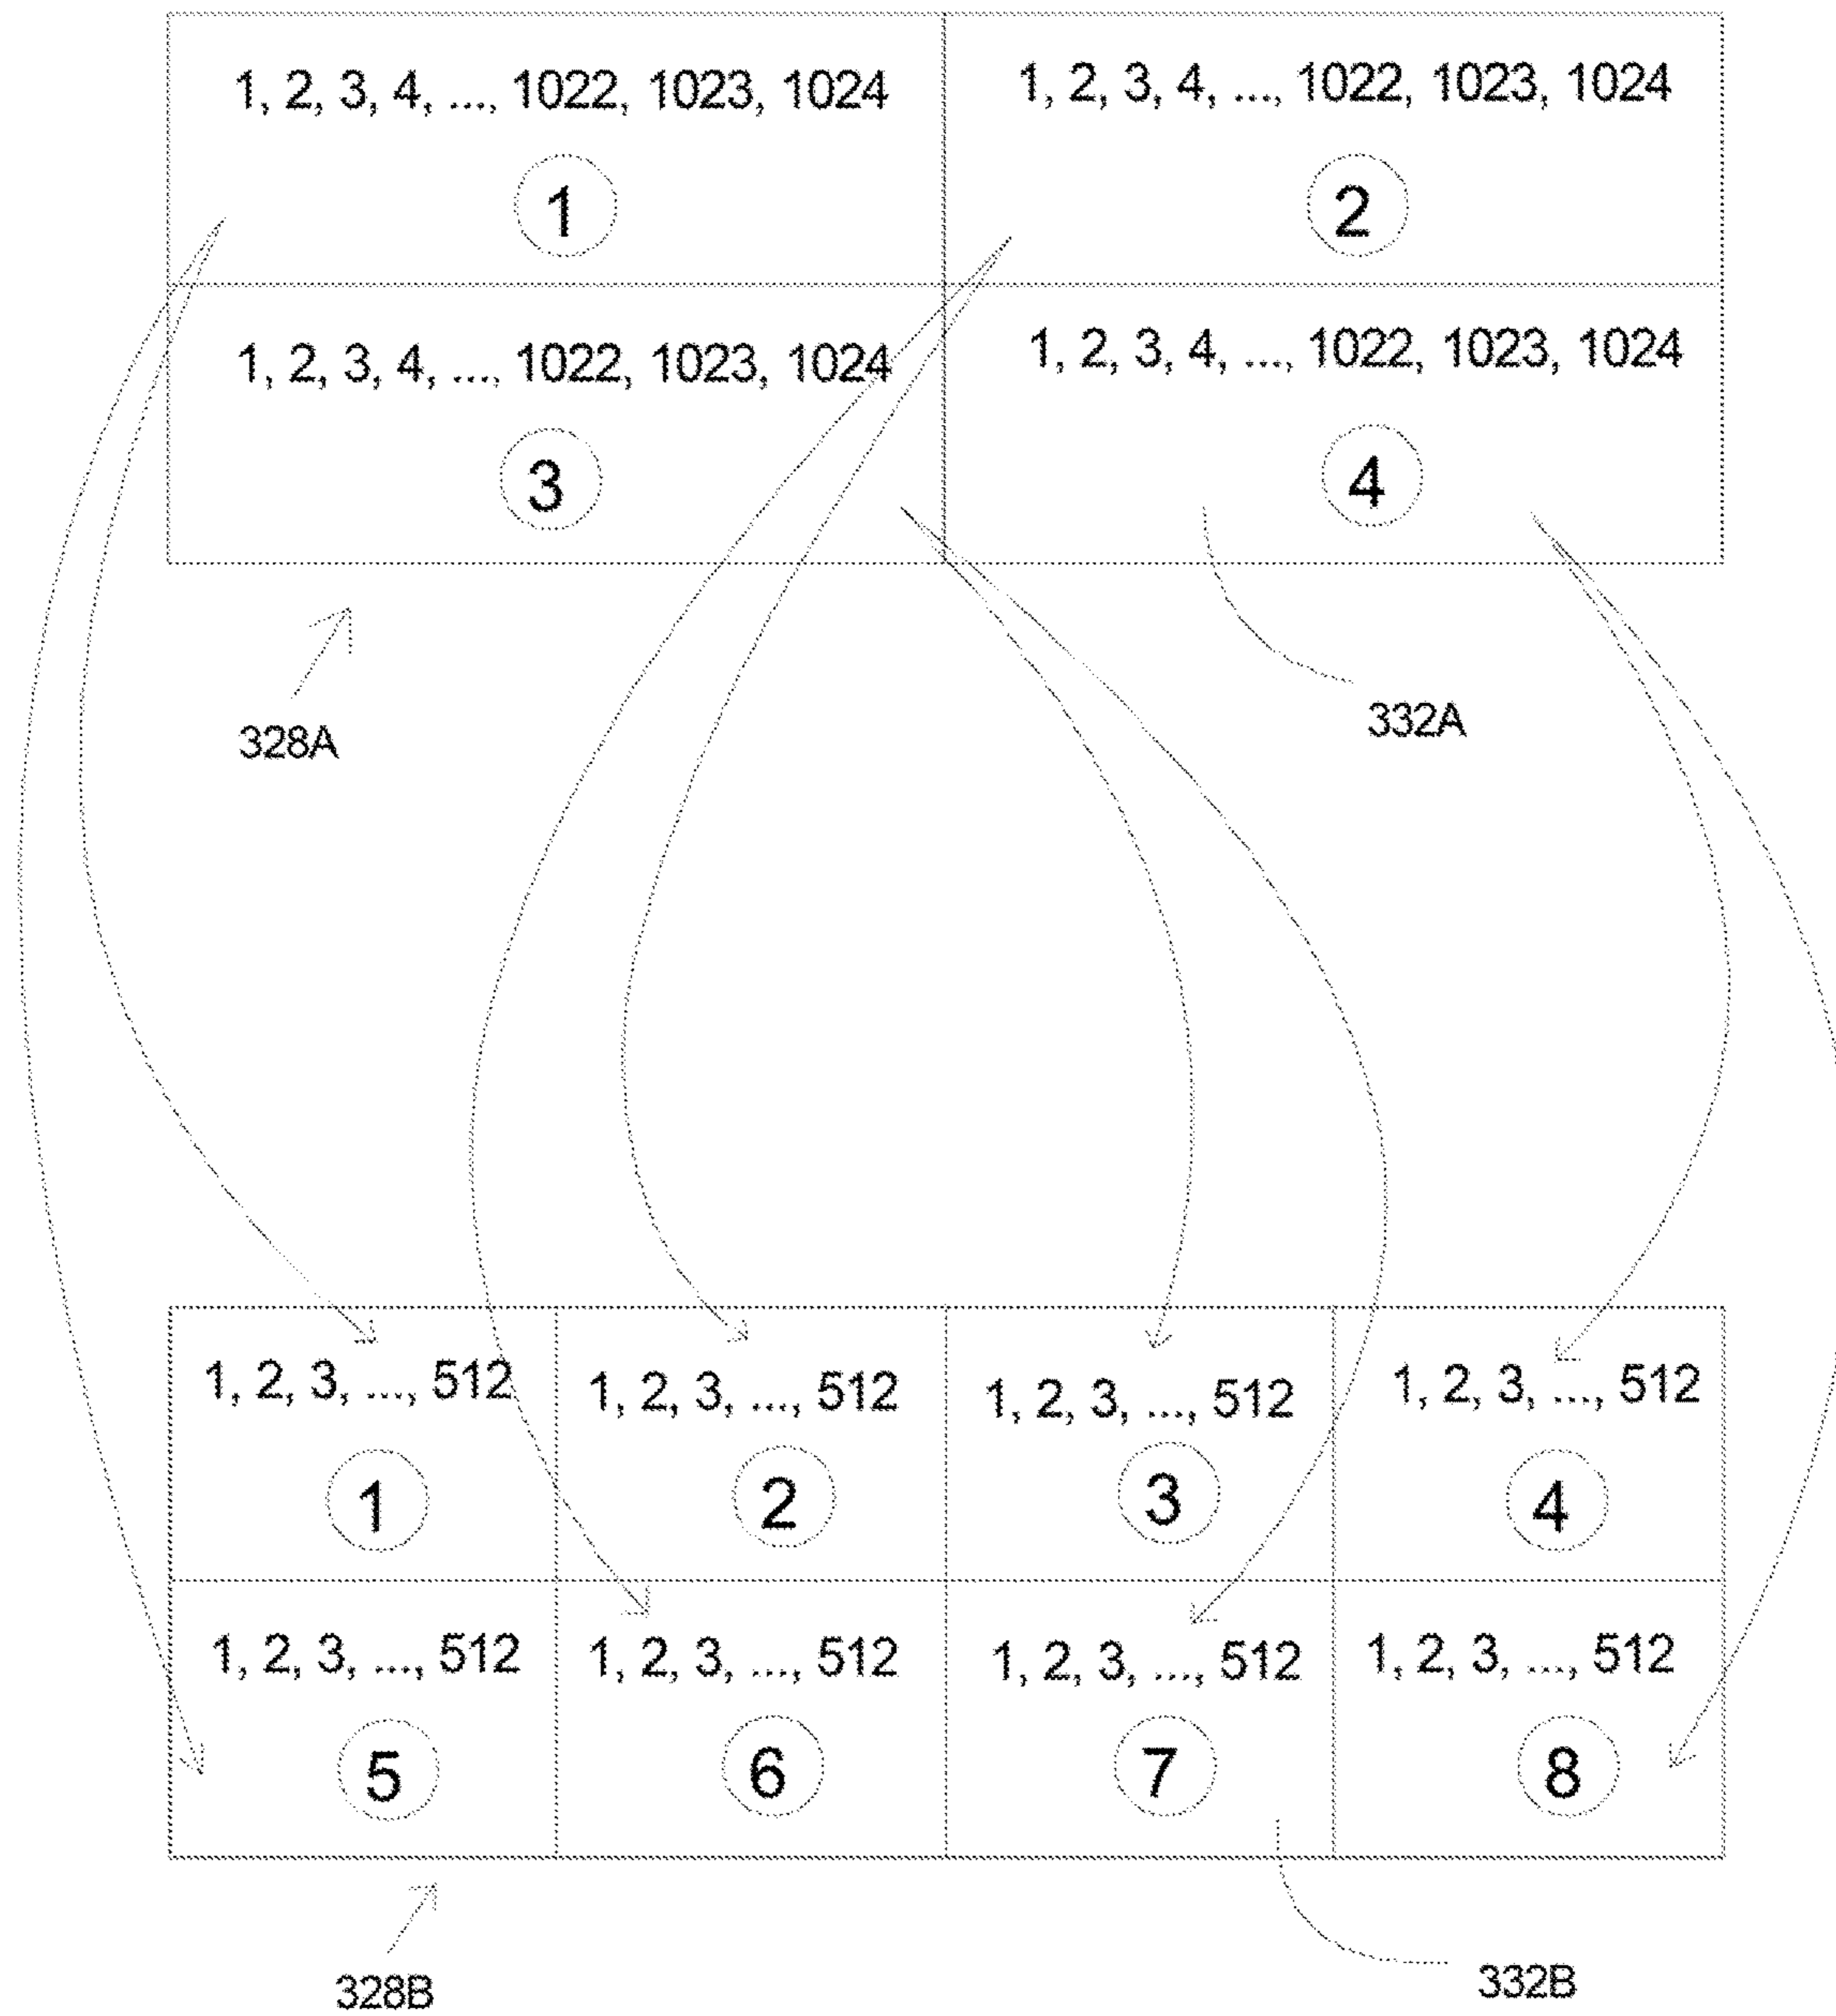 1, 2, 3, 4, ..., 1022, 1023, 1024
1, 2, 3, 4, ..., 1022, 1023, 1024
1
2
1, 2, 3, 4, ..., 1022, 1023, 1024
1, 2, 3, 4, ..., 1022, 1023, 1024
3
4
328A
332A
1, 2, 3, ..., 512
1, 2, 3, ..., 512
1, 2, 3, ..., 512
1, 2, 3, ..., 512
1
2
3
4
1, 2, 3, ..., 512
1, 2, 3, ..., 512
1, 2, 3, ..., 512
1, 2, 3, ..., 512
5
6
7
8
328B
332B